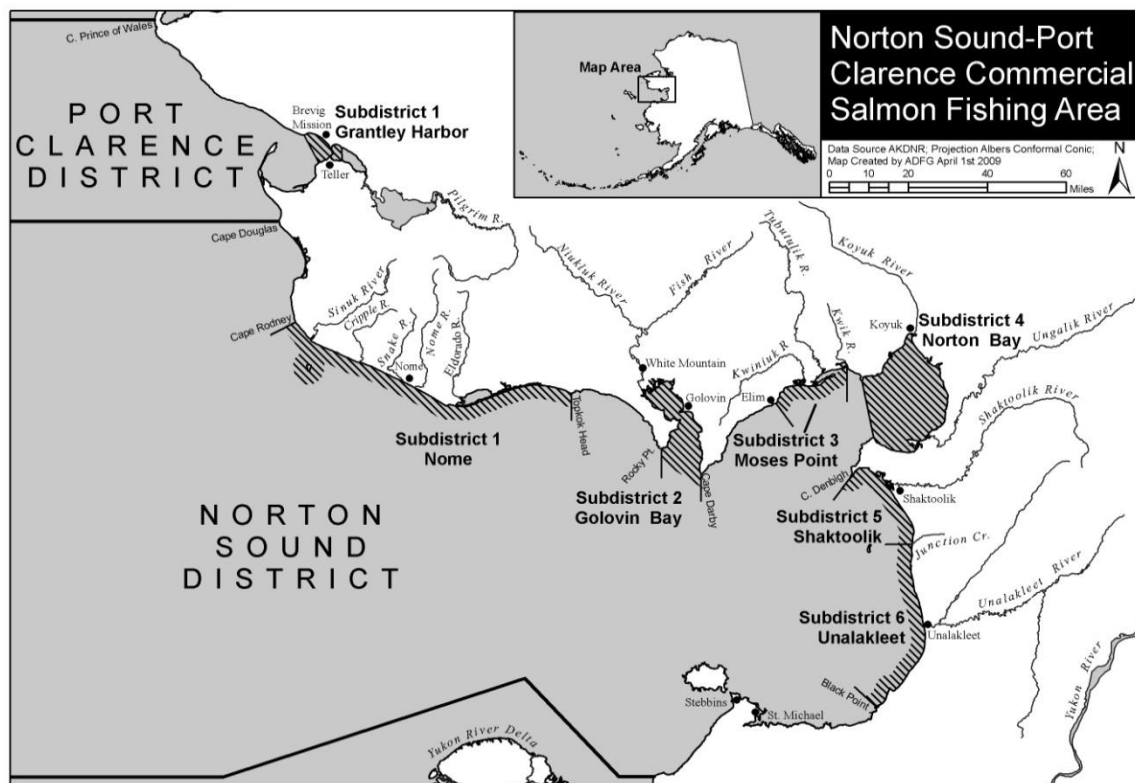 Norton Sound-Port
Clarence Commercial
Salmon Fishing Area
Data Source AKDNR; Projection Albers Conformal Conic;
Map Created by ADFG April 1st 2009
N
0 5 10 20 40 60
Miles
Map Area
C. Prince of Wales
PORT
CLARENCE
DISTRICT
Brevig
Mission
Subdistrict 1
Grantley Harbor
Teller
Cape Douglas
Pilgrim R.
Cape Rodney
Sinuk River
Cripple R.
Snake R.
Nome R.
Eldorado R.
Nome
Subdistrict 1
Nome
Topkok Head
Niukluk River
Fish River
Tubutulik R.
Koyuk River
White Mountain
Golovin
Kwiniuk R
Elim
Kwik R.
Koyuk
Subdistrict 4
Norton Bay
Ungalik River
Shaktoolik River
Rocky Pt.
Subdistrict 2
Golovin Bay
Cape Darby
Subdistrict 3
Moses Point
C. Denbigh
Shaktoolik
Subdistrict 5
Shaktoolik
Junction Cr.
NORTON
SOUND
DISTRICT
Subdistrict 6
Unalakleet
Unalakleet River
Unalakleet
Black Point
Stebbins
St. Michael
Yukon River Delta
Yukon River